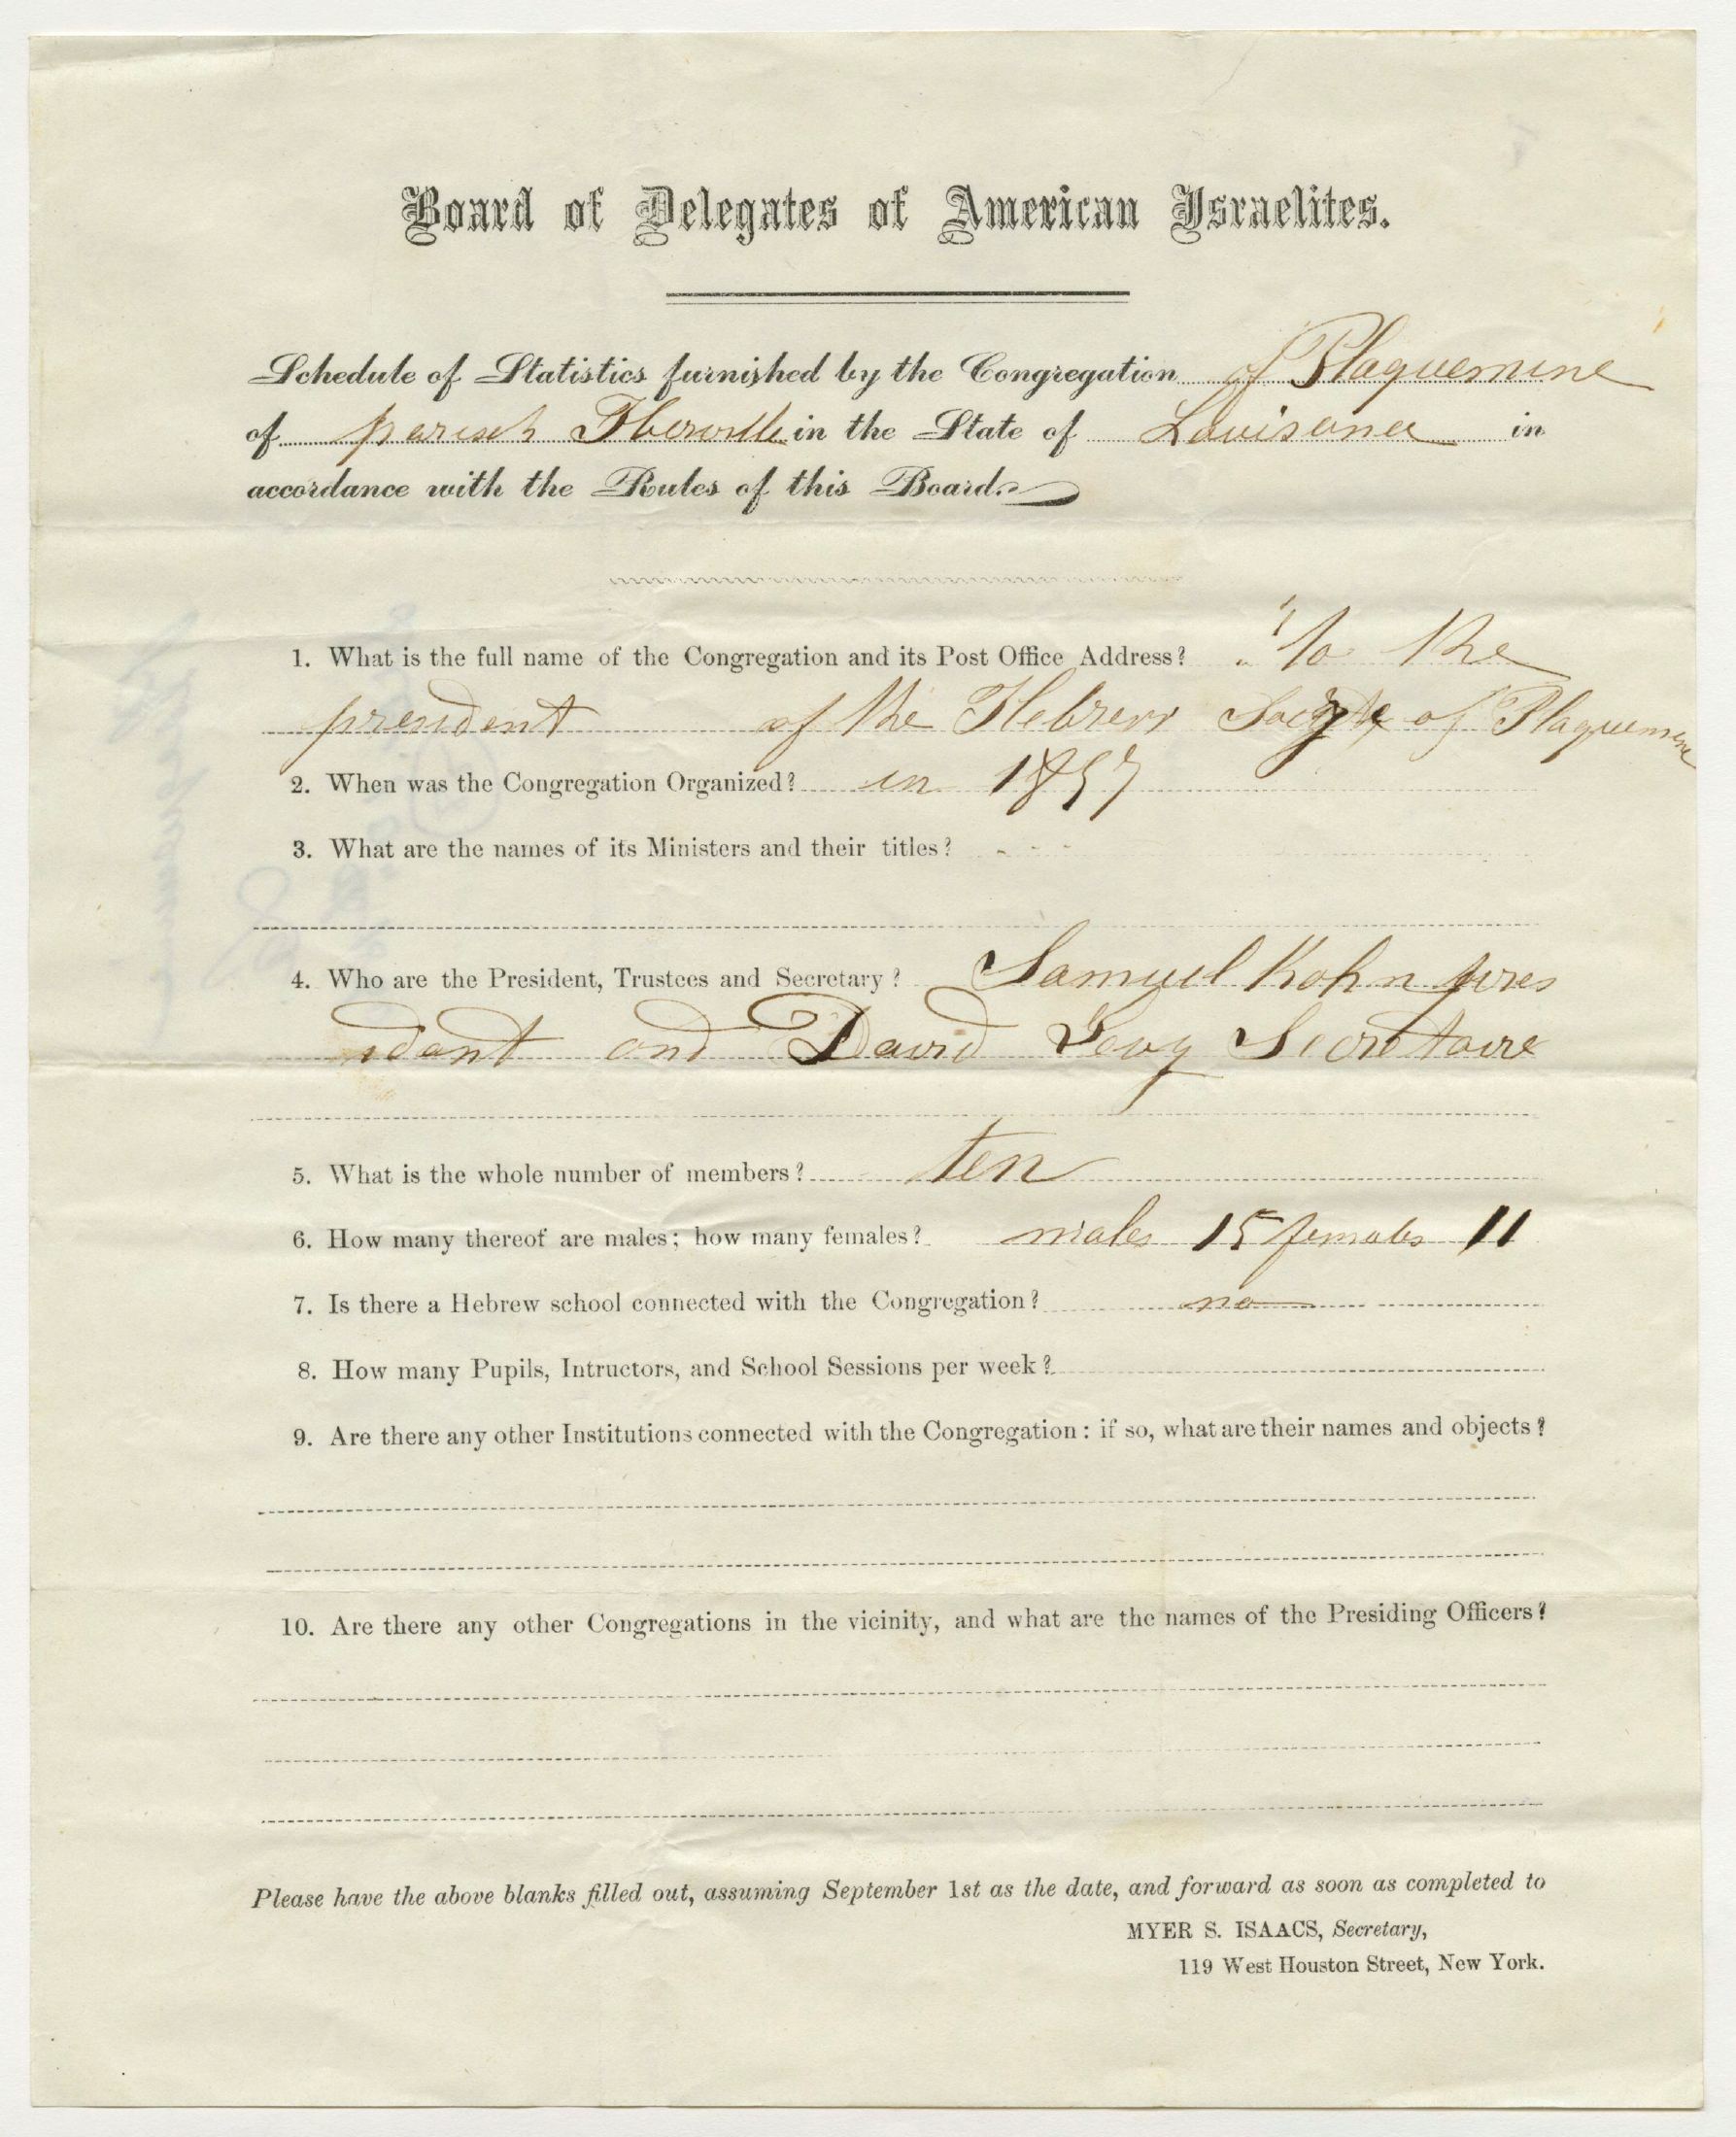 Board of Delegates of American Israelites.
Schedule of Statistics furnished by the Congregation of Plaquemine
of parish Iberville in the State of Louisiana in
accordance with the Rules of this Board.
1. What is the full name of the Congregation and its Post Office Address? to the
president of the Hebrew of Plaquemine
2. When was the Congregation Organized? in 1857
3. What are the names of its Ministers and their titles? - - -
4. Who are the President, Trustees and Secretary? Samuel Kohn pres
idant and David Levy Secretaire
5. What is the whole number of members? ten
6. How many thereof are males; how many females? males 15 females 11
7. Is there a Hebrew school connected with the Congregation? no
8. How many Pupils, Intructors, and School Sessions per week?
9. Are there any other Institutions connected with the Congregation: if so, what are their names and objects?
10. Are there any other Congregations in the vicinity, and what are the names of the Presiding Officers?
Please have the above blanks filled out, assuming September 1st as the date, and forward as soon as completed to
MYER S. ISAACS, Secretary,
119 West Houston Street, New York.